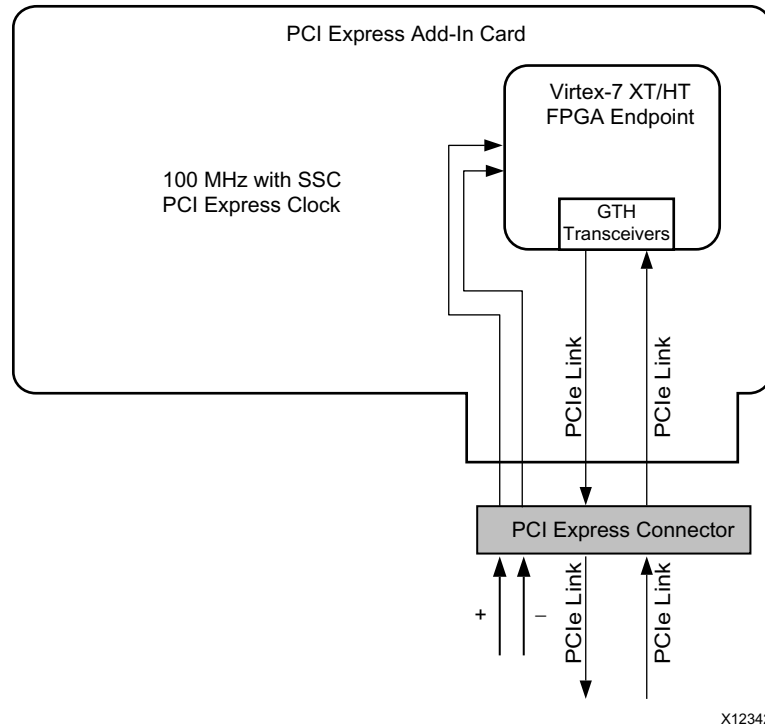 PCI Express Add-In Card
Virtex-7 XT/HT
FPGA Endpoint
100 MHz with SSC
PCI Express Clock
GTH
Transceivers
PCIe Link
PCIe Link
PCI Express Connector
+
–
PCIe Link
PCIe Link